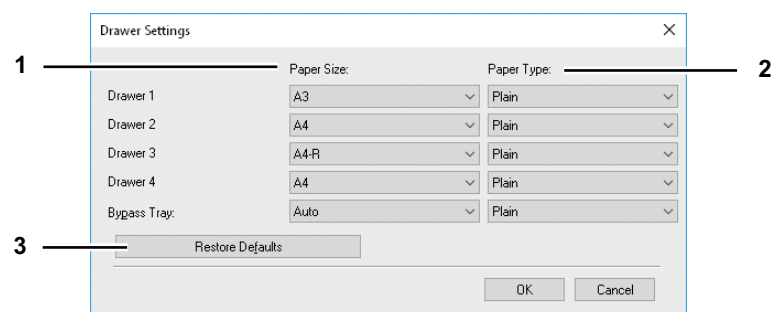 Drawer Settings
1 Paper Size: Paper Type: 2
Drawer 1 A3 Plain
Drawer 2 A4 Plain
Drawer 3 A4-R Plain
Drawer 4 A4 Plain
Bypass Tray: Auto Plain
3 Restore Defaults
OK Cancel